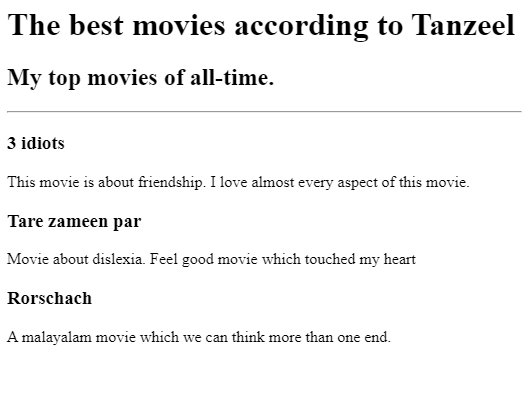 The best movies according to Tanzeel
My top movies of all-time.
3 idiots
This movie is about friendship. I love almost every aspect of this movie.
Tare zameen par
Movie about dislexia. Feel good movie which touched my heart
Rorschach
A malayalam movie which we can think more than one end.